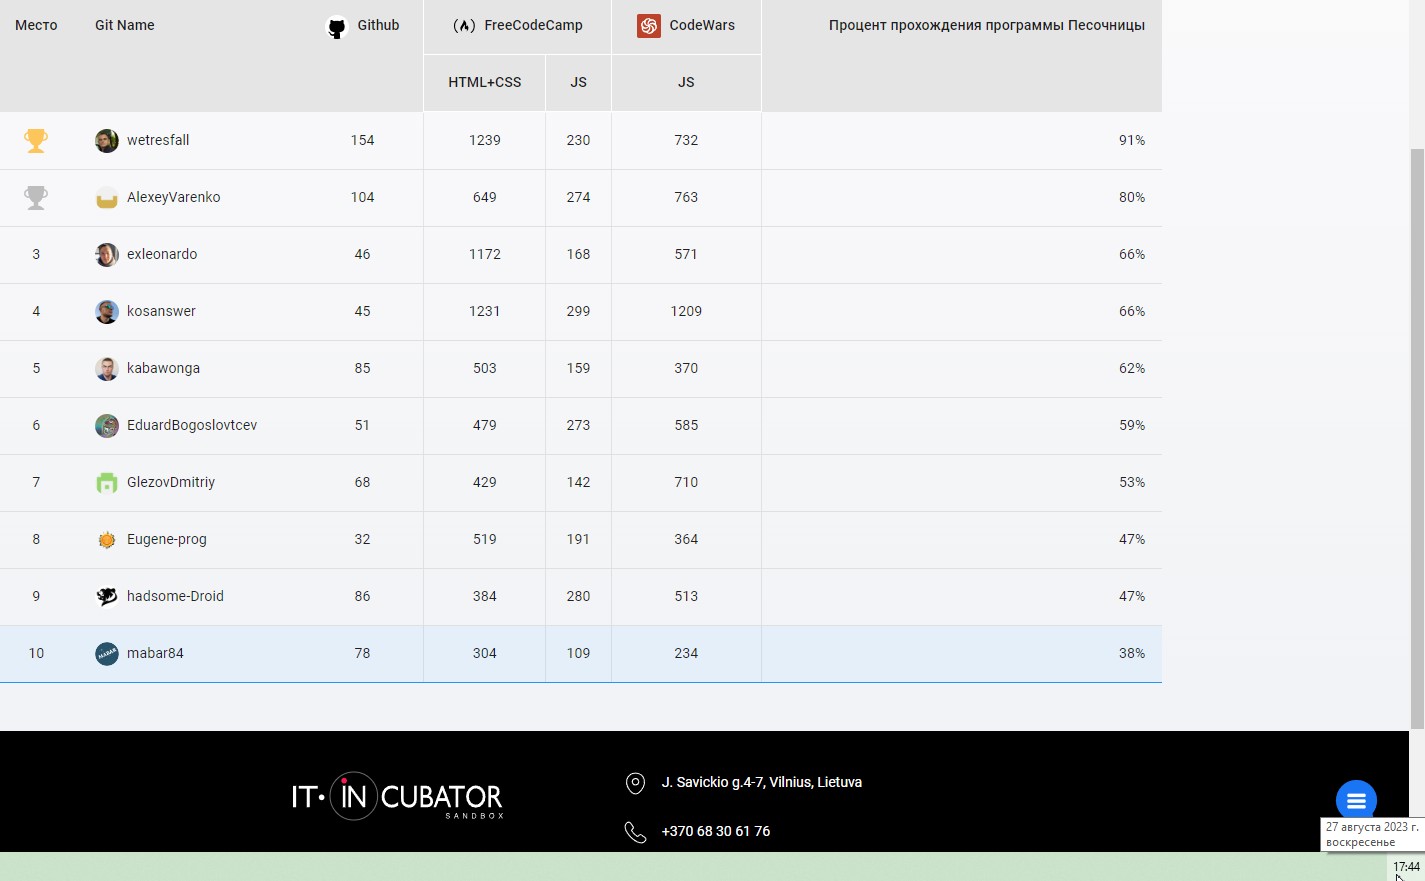 Место Git Name Github FreeCodeCamp CodeWars Процент прохождения программы Песочницы
HTML+CSS JS JS
wetresfall 154 1239 230 732 91%
AlexeyVarenko 104 649 274 763 80%
3 exleonardo 46 1172 168 571 66%
4 kosanswer 45 1231 299 1209 66%
5 kabawonga 85 503 159 370 62%
6 EduardBogoslovtcev 51 479 273 585 59%
7 GlezovDmitriy 68 429 142 710 53%
8 Eugene-prog 32 519 191 364 47%
9 hadsome-Droid 86 384 280 513 47%
10 mabar84 78 304 109 234 38%
IT·INCUBATOR
SANDBOX
J. Savickio g.4-7, Vilnius, Lietuva
+370 68 30 61 76
27 августа 2023 г.
воскресенье
17:44